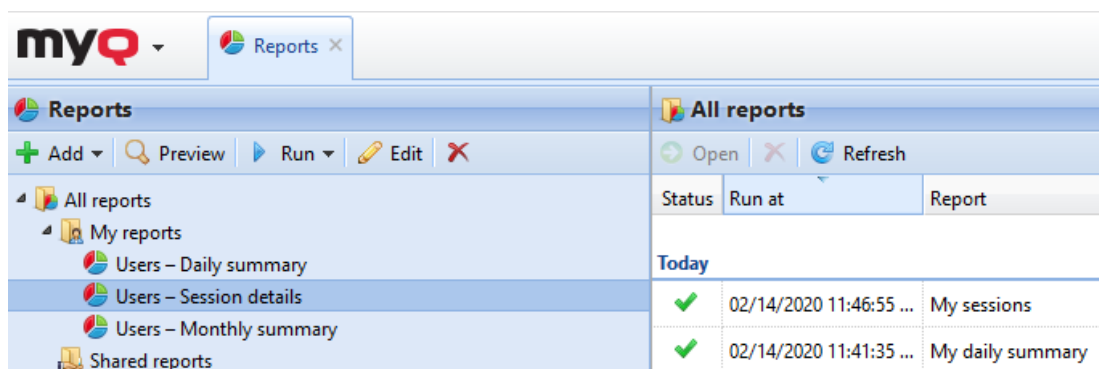 myQ
Reports
Reports
Add Preview Run Edit
All reports
My reports
Users – Daily summary
Users – Session details
Users – Monthly summary
Shared reports
All reports
Open Refresh
Status Run at Report
Today
02/14/2020 11:46:55 ... My sessions
02/14/2020 11:41:35 ... My daily summary